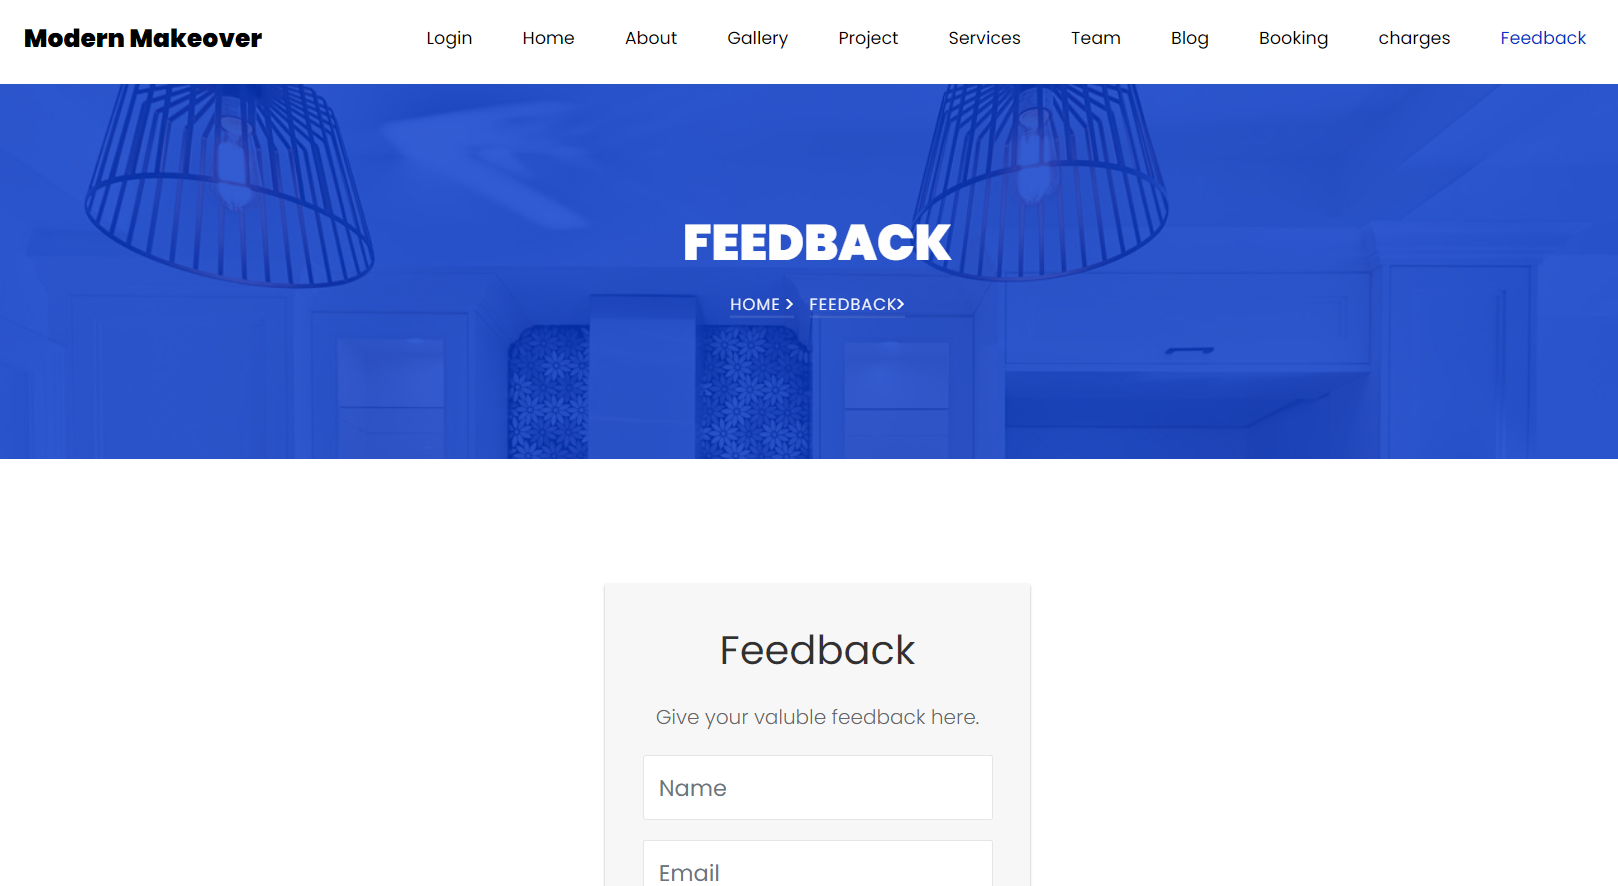 Modern Makeover Login Home About Gallery Project Services Team Blog Booking charges Feedback
FEEDBACK
HOME > FEEDBACK>
Feedback
Give your valuble feedback here.
Name
Email